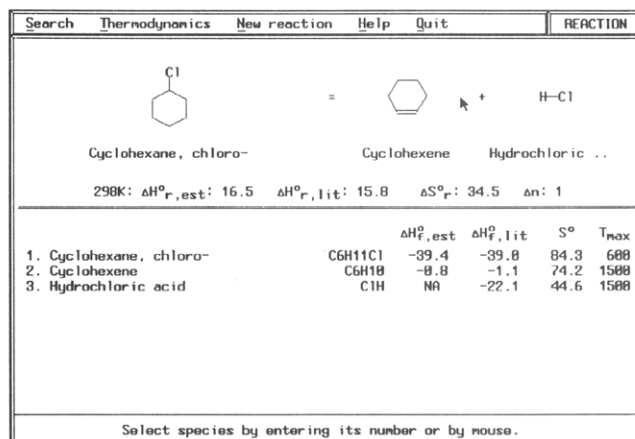 Search Thermodynamics New reaction Help Quit REACTION
Cl
= + H—Cl
Cyclohexane, chloro- Cyclohexene Hydrochloric ..
298K: ΔH°r,est: 16.5 ΔH°r,lit: 15.8 ΔS°r: 34.5 Δn: 1
ΔH°f,est ΔH°f,lit S° Tmax
1. Cyclohexane, chloro- C6H11Cl -39.4 -39.0 84.3 600
2. Cyclohexene C6H10 -0.8 -1.1 74.2 1500
3. Hydrochloric acid ClH NA -22.1 44.6 1500
Select species by entering its number or by mouse.